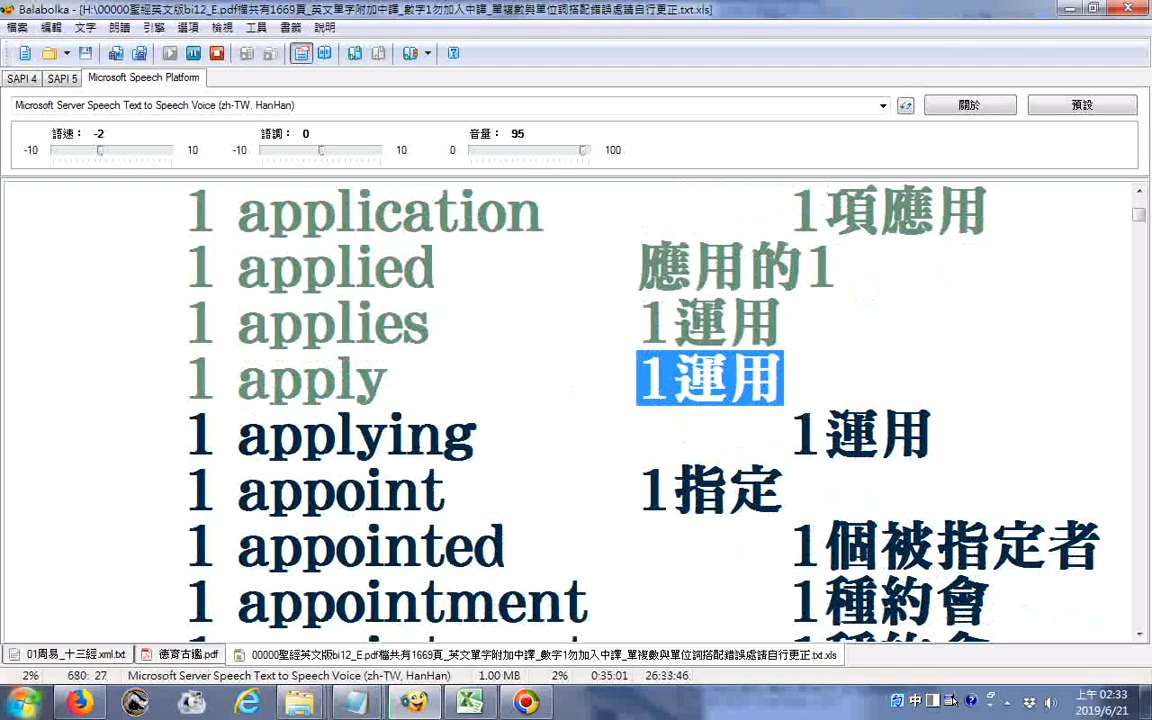 Balabolka - [H:\00000聖經英文版bi12_E.pdf檔共有1669頁_英文單字附加中譯_數字1勿加入中譯_單複數與單位詞搭配錯誤處請自行更正.txt.xls]
檔案 編輯 文字 朗讀 引擎 選項 檢視 工具 書籤 說明
SAPI 4 SAPI 5 Microsoft Speech Platform
Microsoft Server Speech Text to Speech Voice (zh-TW, HanHan) 關於 預設
語速： -2 語調： 0 音量： 95
-10 10 -10 10 0 100
1 application 1項應用
1 applied 應用的1
1 applies 1運用
1 apply 1運用
1 applying 1運用
1 appoint 1指定
1 appointed 1個被指定者
1 appointment 1種約會
01周易_十三經.xml.txt 德育古鑑.pdf 00000聖經英文版bi12_E.pdf檔共有1669頁_英文單字附加中譯_數字1勿加入中譯_單複數與單位詞搭配錯誤處請自行更正.txt.xls
2% 680: 27 Microsoft Server Speech Text to Speech Voice (zh-TW, HanHan) 1.00 MB 2% 0:35:01 26:33:46
中 上午 02:33
2019/6/21